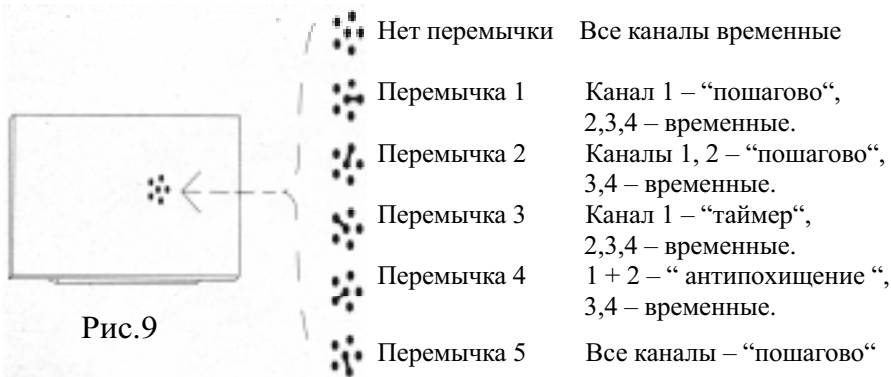 Нет перемычки Все каналы временные
Перемычка 1 Канал 1 – “пошагово“,
2,3,4 – временные.
Перемычка 2 Каналы 1, 2 – “пошагово“,
3,4 – временные.
Перемычка 3 Канал 1 – “таймер“,
2,3,4 – временные.
Перемычка 4 1 + 2 – “ антипохищение “,
3,4 – временные.
Перемычка 5 Все каналы – “пошагово“
Рис.9